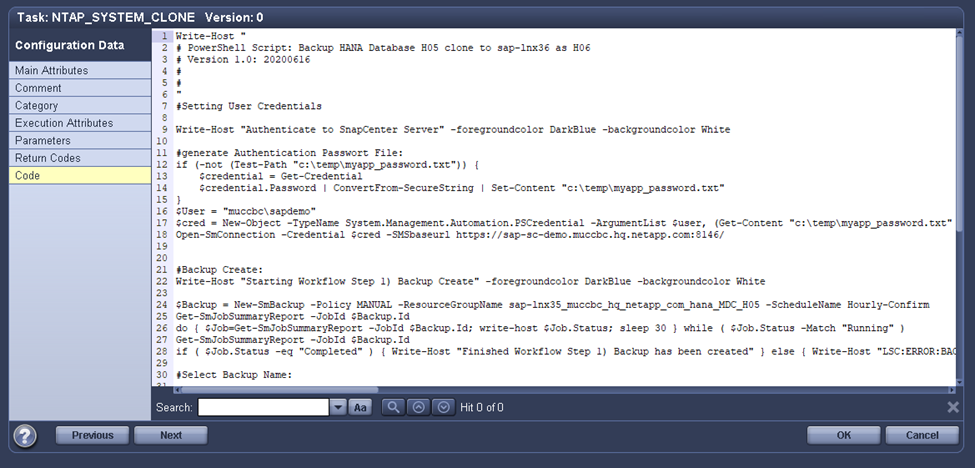 Task: NTAP_SYSTEM_CLONE Version: 0
Configuration Data
Main Attributes
Comment
Category
Execution Attributes
Parameters
Return Codes
Code
1 Write-Host "
2 # PowerShell Script: Backup HANA Database H05 clone to sap-lnx36 as H06
3 # Version 1.0: 20200616
4 #
5 #
6 "
7 #Setting User Credentials
8
9 Write-Host "Authenticate to SnapCenter Server" -foregroundcolor DarkBlue -backgroundcolor White
10
11 #generate Authentication Passwort File:
12 if (-not (Test-Path "c:\temp\myapp_password.txt")) {
13 $credential = Get-Credential
14 $credential.Password | ConvertFrom-SecureString | Set-Content "c:\temp\myapp_password.txt"
15 }
16 $User = "muccbc\sapdemo"
17 $cred = New-Object -TypeName System.Management.Automation.PSCredential -ArgumentList $user, (Get-Content "c:\temp\myapp_password.txt"
18 Open-SmConnection -Credential $cred -SMSbaseurl https://sap-sc-demo.muccbc.hq.netapp.com:8146/
19
20
21 #Backup Create:
22 Write-Host "Starting Workflow Step 1) Backup Create" -foregroundcolor DarkBlue -backgroundcolor White
23
24 $Backup = New-SmBackup -Policy MANUAL -ResourceGroupName sap-lnx35_muccbc_hq_netapp_com_hana_MDC_H05 -ScheduleName Hourly-Confirm
25 Get-SmJobSummaryReport -JobId $Backup.Id
26 do { $Job=Get-SmJobSummaryReport -JobId $Backup.Id; write-host $Job.Status; sleep 30 } while ( $Job.Status -Match "Running" )
27 Get-SmJobSummaryReport -JobId $Backup.Id
28 if ( $Job.Status -eq "Completed" ) { Write-Host "Finished Workflow Step 1) Backup has been created" } else { Write-Host "LSC:ERROR:BAC
29
30 #Select Backup Name:
31
Search: Aa Hit 0 of 0
? Previous Next OK Cancel